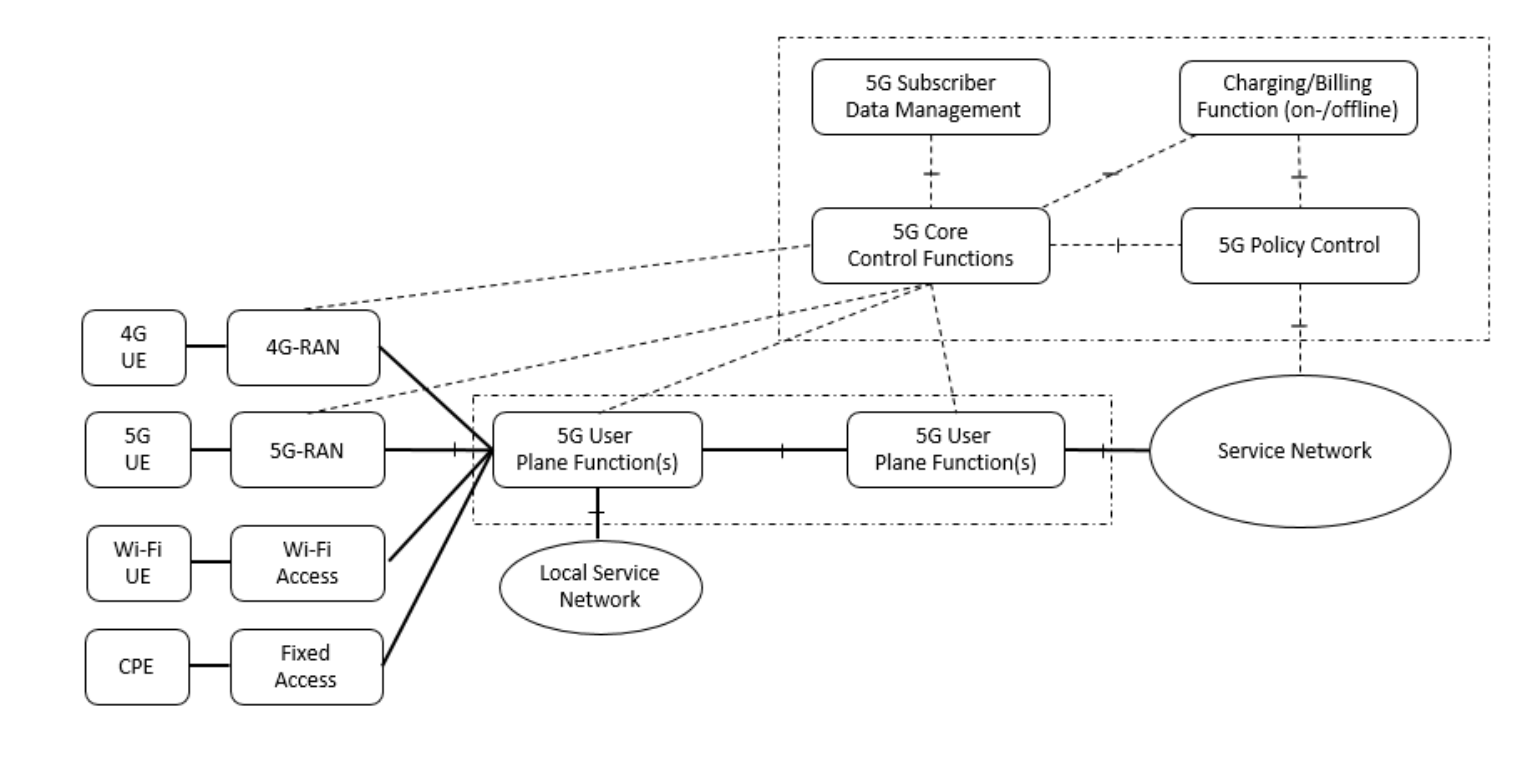 5G Subscriber
Data Management
Charging/Billing
Function (on-/offline)
5G Core
Control Functions
5G Policy Control
4G
UE
4G-RAN
5G
UE
5G-RAN
5G User
Plane Function(s)
5G User
Plane Function(s)
Service Network
Wi-Fi
UE
Wi-Fi
Access
Local Service
Network
CPE
Fixed
Access